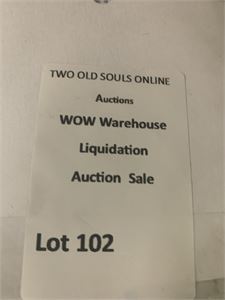 TWO OLD SOULS ONLINE
Auctions
WOW Warehouse
Liquidation
Auction Sale
Lot 102